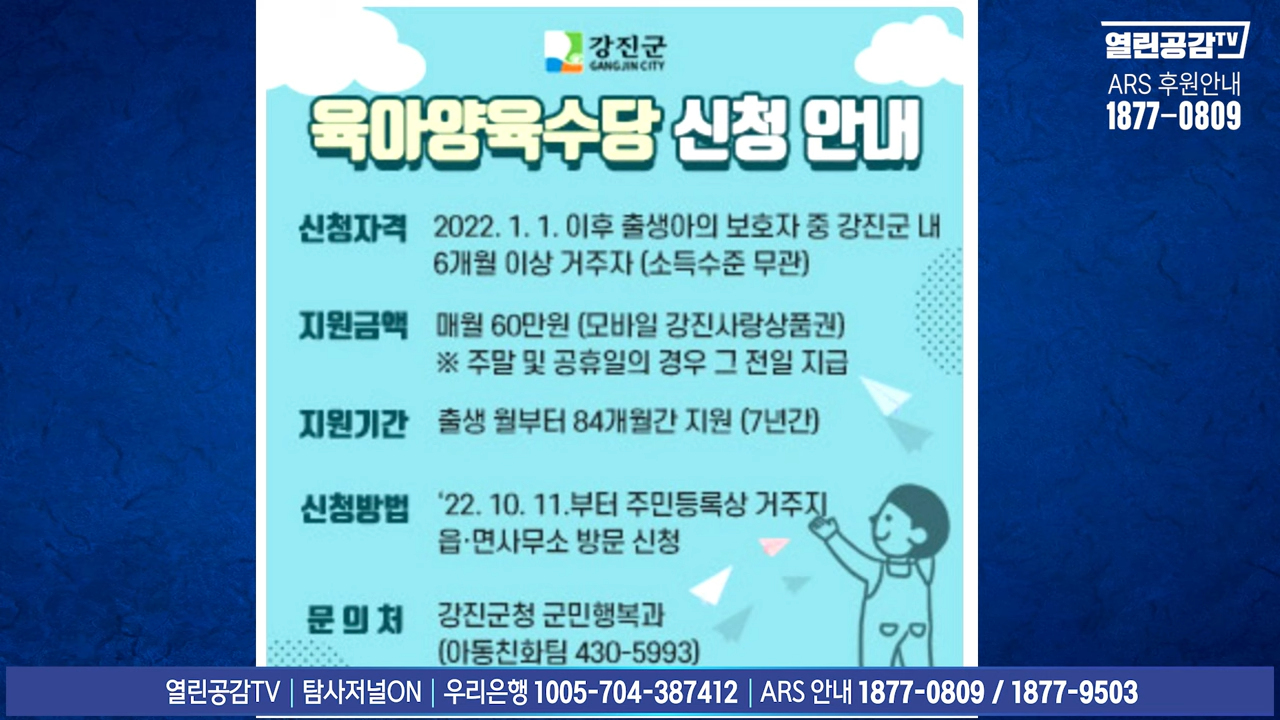 강진군
GANGJIN CITY
열린공감TV
ARS 후원안내
1877-0809
육아양육수당 신청 안내
신청자격 2022. 1. 1. 이후 출생아의 보호자 중 강진군 내
6개월 이상 거주자 (소득수준 무관)
지원금액 매월 60만원 (모바일 강진사랑상품권)
※ 주말 및 공휴일의 경우 그 전일 지급
지원기간 출생 월부터 84개월간 지원 (7년간)
신청방법 ‘22. 10. 11.부터 주민등록상 거주지
읍·면사무소 방문 신청
문 의 처 강진군청 군민행복과
(아동친화팀 430-5993)
열린공감TV | 탐사저널ON | 우리은행 1005-704-387412 | ARS 안내 1877-0809 / 1877-9503